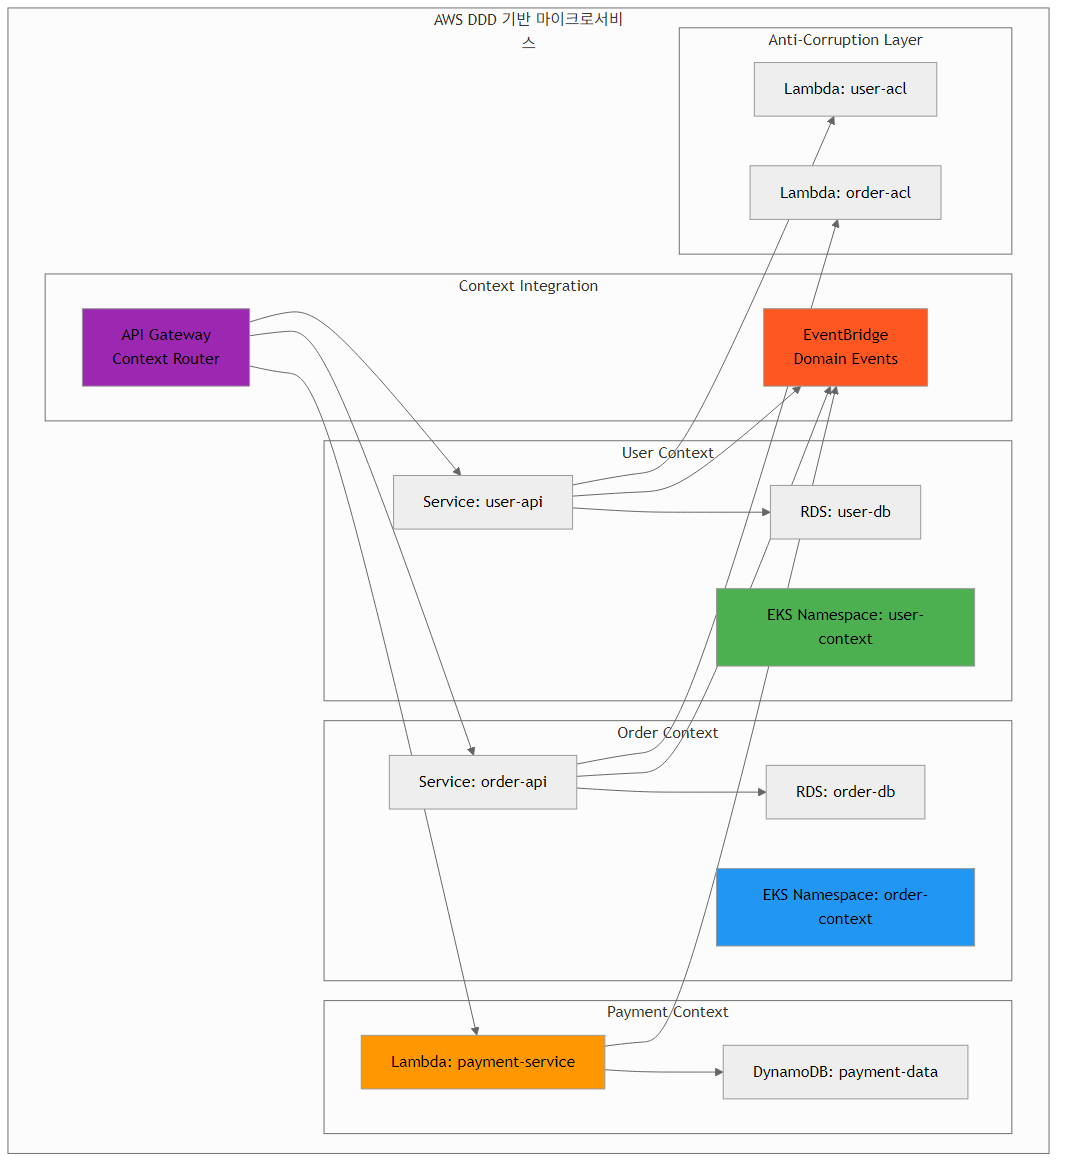 AWS DDD 기반 마이크로서비
스
Anti-Corruption Layer
Lambda: user-acl
Lambda: order-acl
Context Integration
API Gateway
Context Router
EventBridge
Domain Events
User Context
Service: user-api
RDS: user-db
EKS Namespace: user-
context
Order Context
Service: order-api
RDS: order-db
EKS Namespace: order-
context
Payment Context
Lambda: payment-service
DynamoDB: payment-data